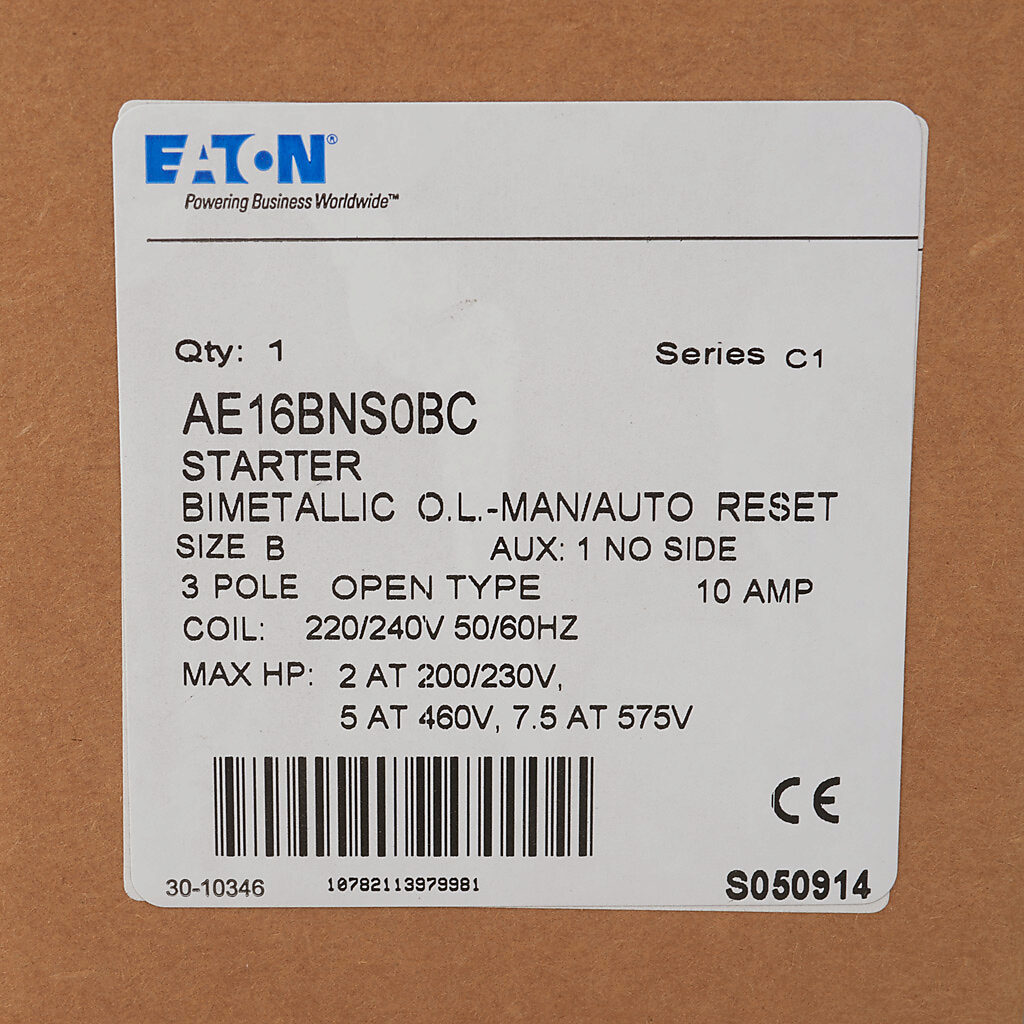 EATON®
Powering Business Worldwide™
Qty: 1 Series C1
AE16BNS0BC
STARTER
BIMETALLIC O.L.-MAN/AUTO RESET
SIZE B AUX: 1 NO SIDE
3 POLE OPEN TYPE 10 AMP
COIL: 220/240V 50/60HZ
MAX HP: 2 AT 200/230V,
5 AT 460V, 7.5 AT 575V
CE
30-10346 10782113979981 S050914